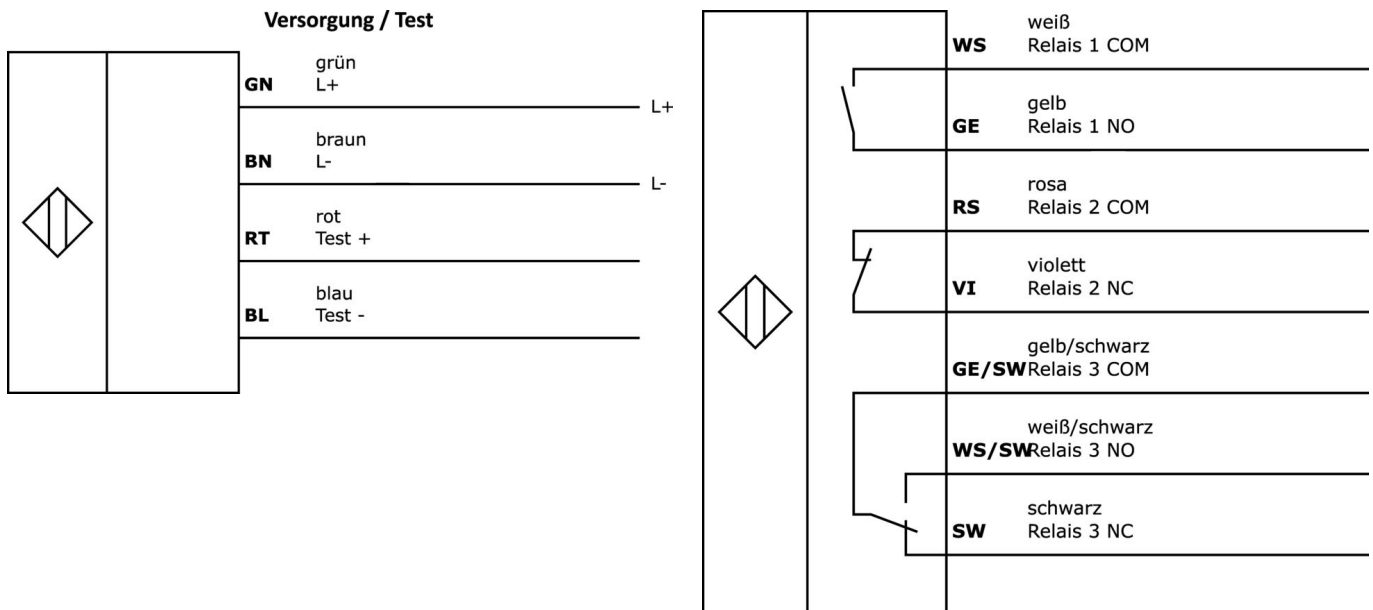 Versorgung / Test
grün
GN L+
L+
braun
BN L-
L-
rot
RT Test +
blau
BL Test -
weiß
WS Relais 1 COM
gelb
GE Relais 1 NO
rosa
RS Relais 2 COM
violett
VI Relais 2 NC
gelb/schwarz
GE/SW Relais 3 COM
weiß/schwarz
WS/SW Relais 3 NO
schwarz
SW Relais 3 NC